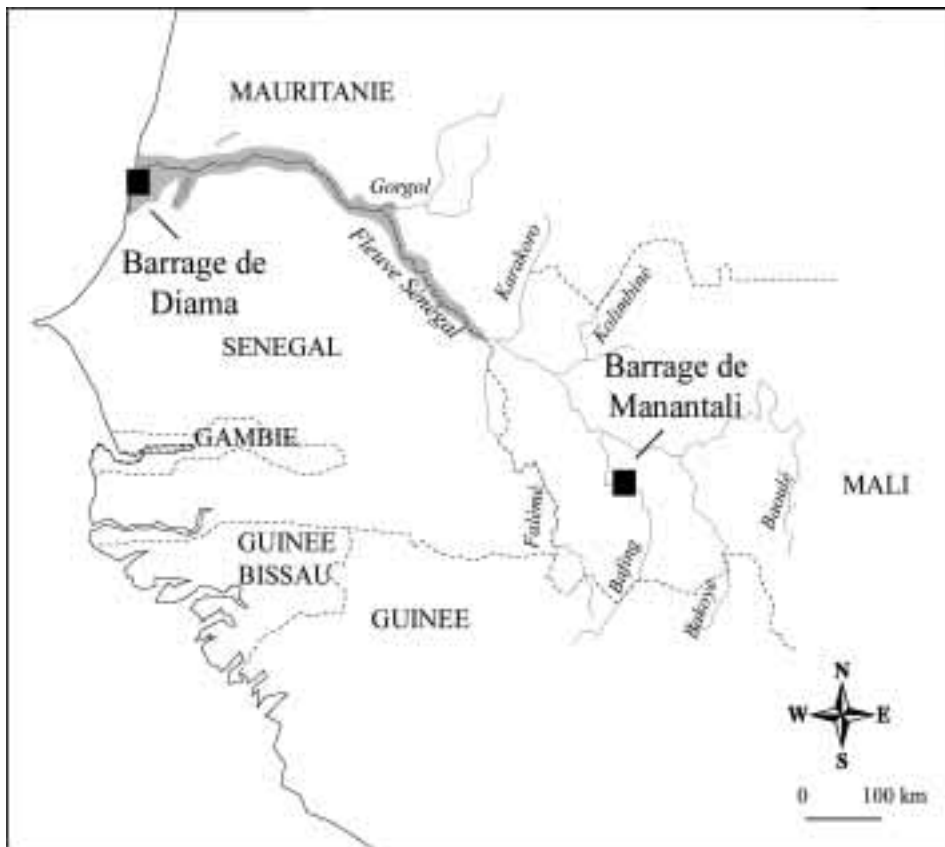 MAURITANIE
Gorgol
Barrage de
Diama
Fleuve Sénégal
Karakoro
Kolimbiné
SENEGAL
Barrage de
Manantali
GAMBIE
MALI
Falémé
Baoulé
GUINEE
BISSAU
Bafing
Bakoye
GUINEE
N
W E
S
0 100 km